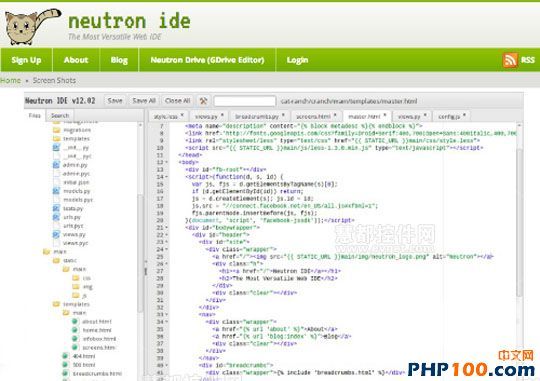 neutron ide
The Most Versatile Web IDE
Sign Up About Blog Neutron Drive (GDrive Editor) Login RSS
Home » Screen Shots
Neutron IDE v12.02 Save Save All Close All cat-ranch/cranch/main/templates/master.html
Files Search
style.less views.py breadcrumbs.py screens.html master.html views.py config.js
management
migrations
templates
__init__.py
__init__.pyc
admin.py
admin.pyc
initial.json
models.py
models.pyc
tests.py
urls.py
urls.pyc
views.py
views.pyc
main
static
main
css
img
js
templates
main
about.html
home.html
infobox.html
screens.html
404.html
500.html
breadcrumbs.html
7 <meta name="description" content="{% block metadesc %}{% endblock %}">
8 <link href="http://fonts.googleapis.com/css?family=Droid+Serif:400,700|Open+Sans:400italic,400,700
9 <link rel="stylesheet/less" type="text/css" href="{{ STATIC_URL }}main/css/style.less">
10 <script src="{{ STATIC_URL }}main/js/less-1.3.0.min.js" type="text/javascript"></script>
11 </head>
12 <body>
13 <div id="fb-root"></div>
14 <script>(function(d, s, id) {
15 var js, fjs = d.getElementsByTagName(s)[0];
16 if (d.getElementById(id)) return;
17 js = d.createElement(s); js.id = id;
18 js.src = "//connect.facebook.net/en_US/all.js#xfbml=1";
19 fjs.parentNode.insertBefore(js, fjs);
20 }(document, 'script', 'facebook-jssdk'));</script>
21 <div id="bodywrapper">
22 <div id="header">
23 <div id="site">
24 <div class="wrapper">
25 <a href="/"><img src="{{ STATIC_URL }}main/img/neutron_logo.png" alt="Neutron"></a>
26 <div class="h">
27 <h1><a href="/">Neutron IDE</a></h1>
28 <h2>The Most Versatile Web IDE</h2>
29 </div>
30 <div class="clear"></div>
31 </div>
32 </div>
33 <div id="nav">
34 <div class="wrapper">
35 <a href="{% url 'about' %}">About</a>
36 <a href="{% url 'blog:index' %}">Blog</a>
37 <div class="clear"></div>
38 </div>
39 </div>
40 <div id="breadcrumbs">
41 <div class="wrapper">{% include "breadcrumbs.html" %}</div>
慧都控件网
中文网
PHP100.com